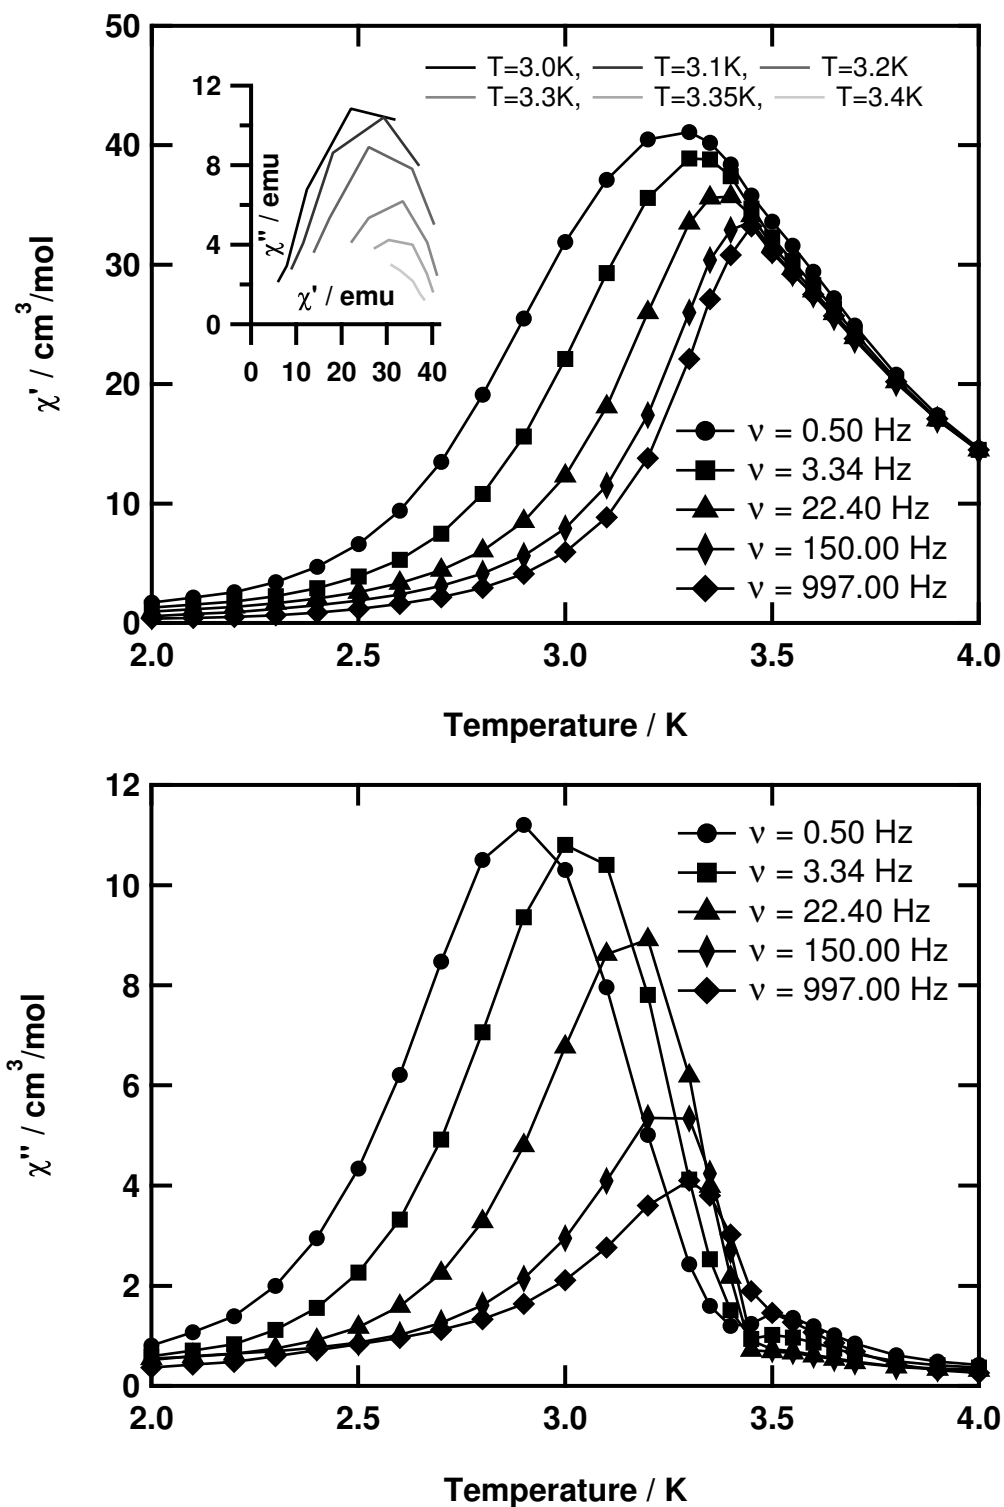 50
40
30
20
10
0
χ' / cm³/mol
T=3.0K, T=3.1K, T=3.2K
T=3.3K, T=3.35K, T=3.4K
12
8
4
0
χ'' / emu
χ' / emu
0 10 20 30 40
ν = 0.50 Hz
ν = 3.34 Hz
ν = 22.40 Hz
ν = 150.00 Hz
ν = 997.00 Hz
2.0 2.5 3.0 3.5 4.0
Temperature / K
12
10
8
6
4
2
0
χ'' / cm³/mol
ν = 0.50 Hz
ν = 3.34 Hz
ν = 22.40 Hz
ν = 150.00 Hz
ν = 997.00 Hz
2.0 2.5 3.0 3.5 4.0
Temperature / K